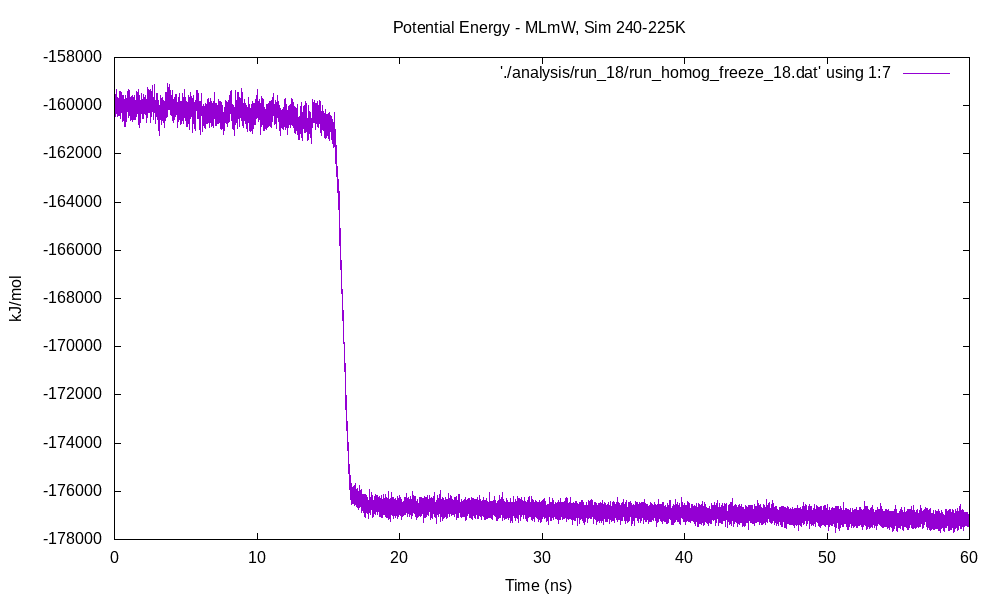 Potential Energy - MLmW, Sim 240-225K
'./analysis/run_18/run_homog_freeze_18.dat' using 1:7
-158000
-160000
-162000
-164000
-166000
-168000
-170000
-172000
-174000
-176000
-178000
kJ/mol
0 10 20 30 40 50 60
Time (ns)